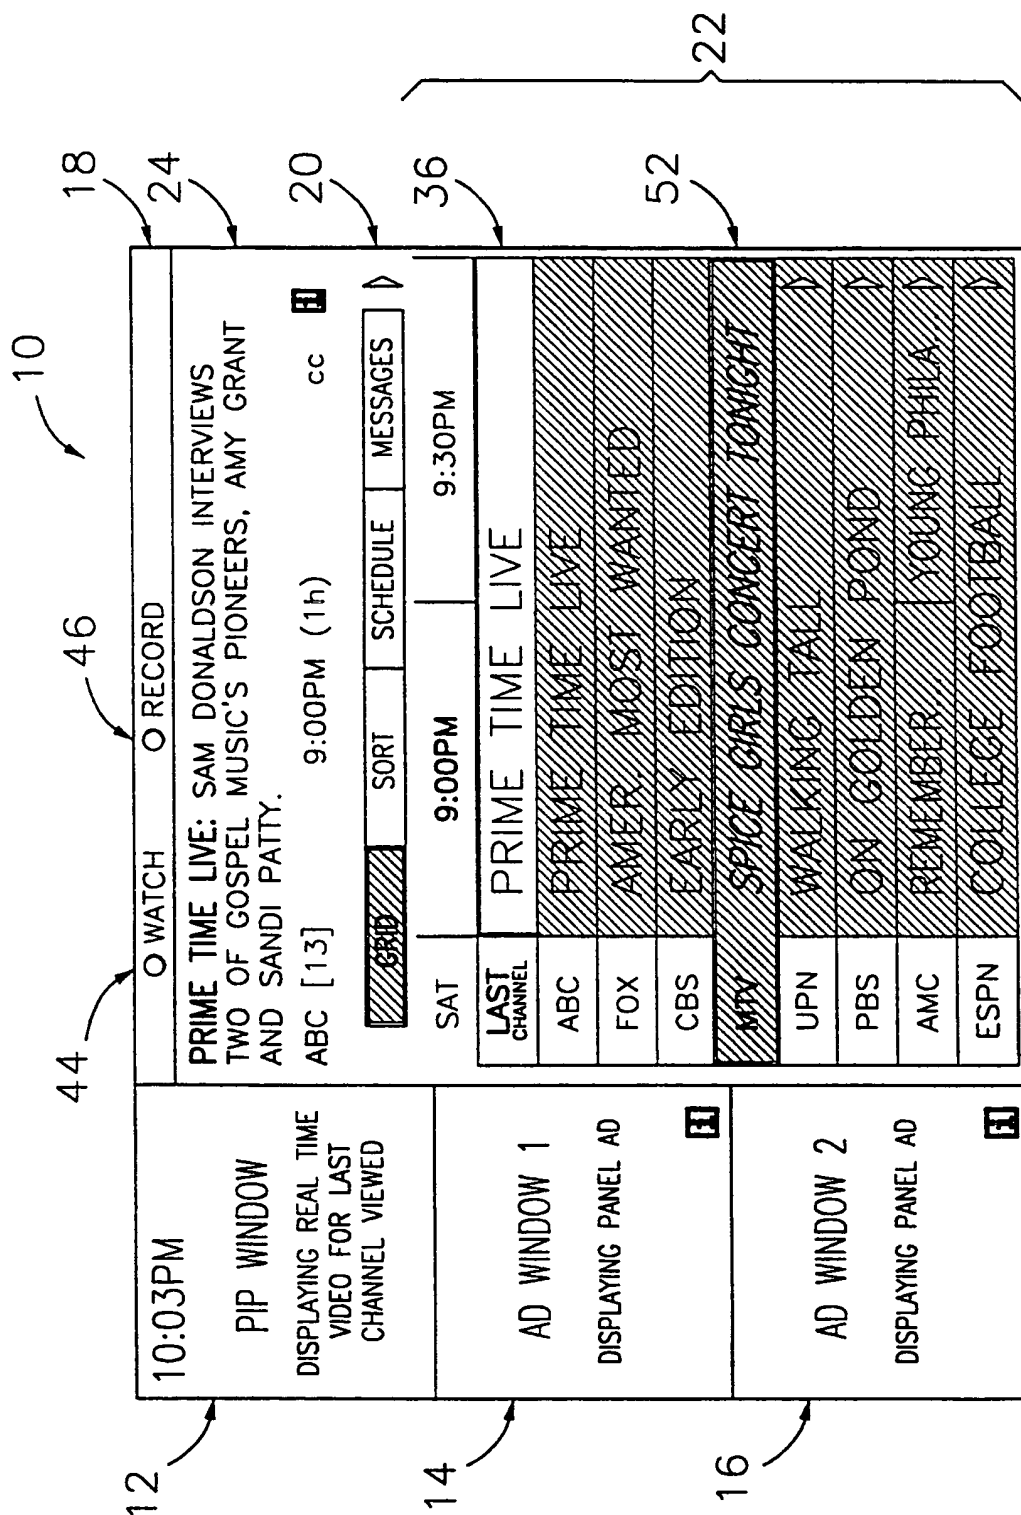 10
44
46
18
24
20
36
52
22
12
14
16
10:03PM
PIP WINDOW
DISPLAYING REAL TIME
VIDEO FOR LAST
CHANNEL VIEWED
AD WINDOW 1
DISPLAYING PANEL AD
i
AD WINDOW 2
DISPLAYING PANEL AD
i
WATCH RECORD
PRIME TIME LIVE: SAM DONALDSON INTERVIEWS
TWO OF GOSPEL MUSIC'S PIONEERS, AMY GRANT
AND SANDI PATTY.
ABC [13] 9:00PM (1h) cc i
GRID SORT SCHEDULE MESSAGES
SAT 9:00PM 9:30PM
LAST
CHANNEL PRIME TIME LIVE
ABC PRIME TIME LIVE
FOX AMER. MOST WANTED
CBS EARLY EDITION
MTV SPICE GIRLS CONCERT TONIGHT
UPN WALKING TALL
PBS ON GOLDEN POND
AMC REMEMBER... YOUNG PHILA...
ESPN COLLEGE FOOTBALL